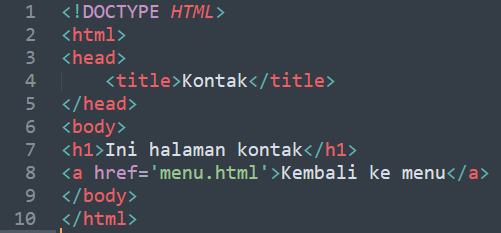 1 <!DOCTYPE HTML>
2 <html>
3 <head>
4     <title>Kontak</title>
5 </head>
6 <body>
7 <h1>Ini halaman kontak</h1>
8 <a href='menu.html'>Kembali ke menu</a>
9 </body>
10 </html>